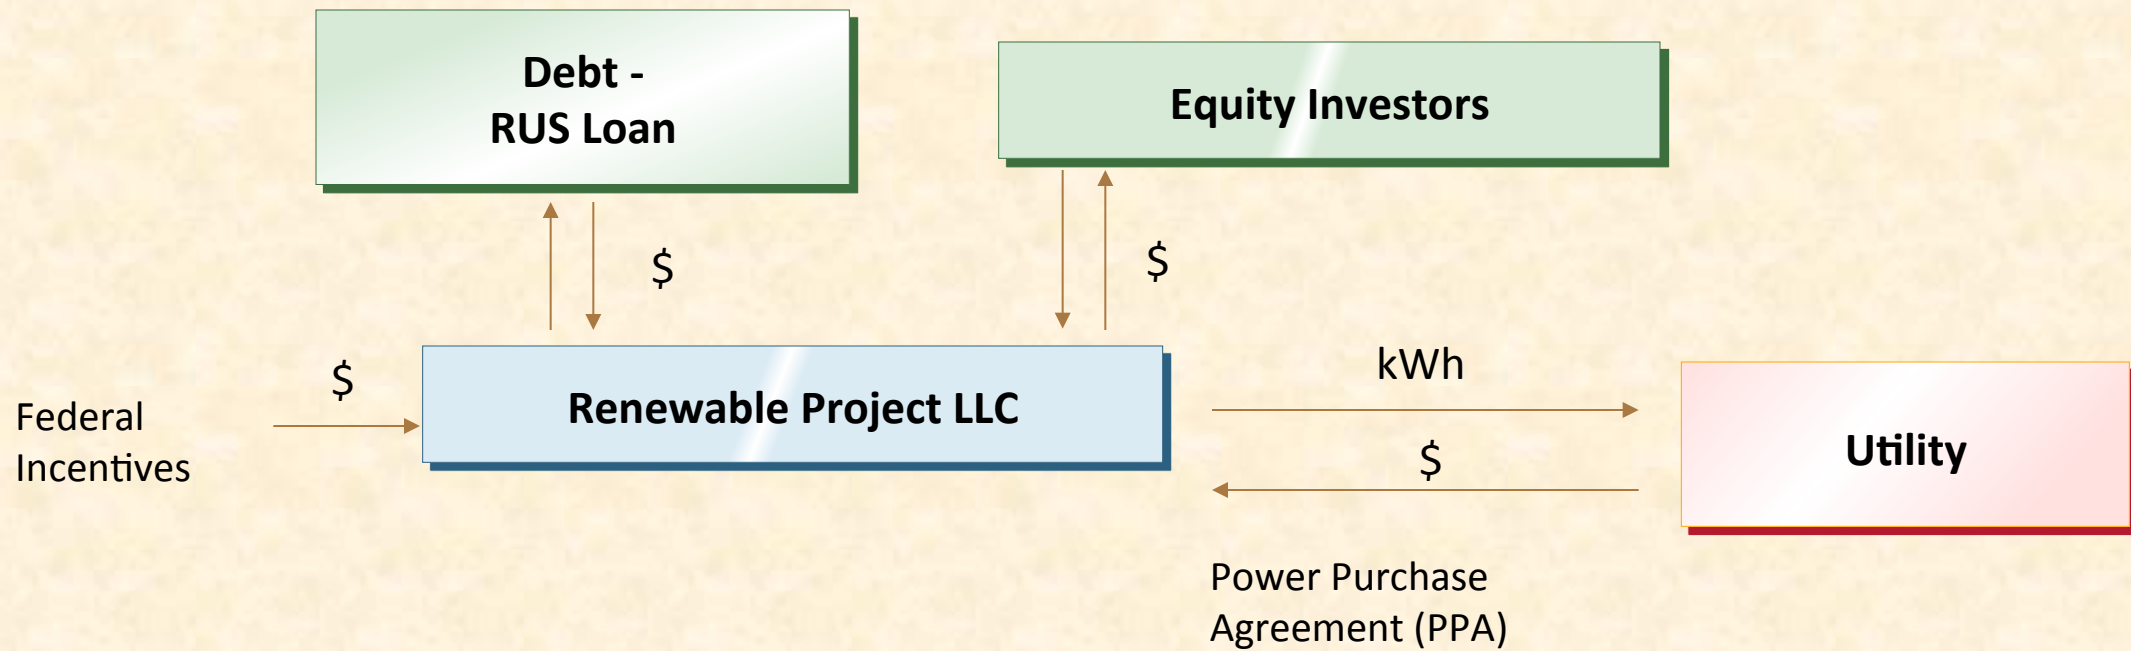 Debt -
RUS Loan
Equity Investors
$
$
Federal
Incentives
$
Renewable Project LLC
kWh
$
Utility
Power Purchase
Agreement (PPA)